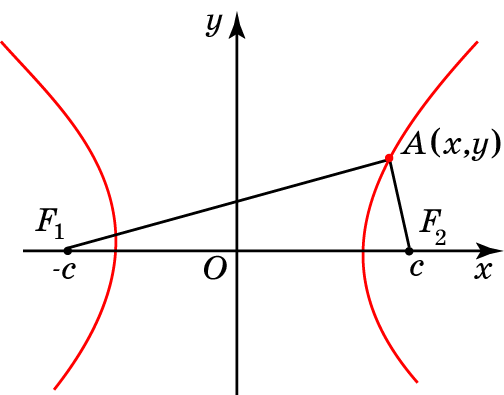 y
A(x,y)
F₁
F₂
-c
O
c
x